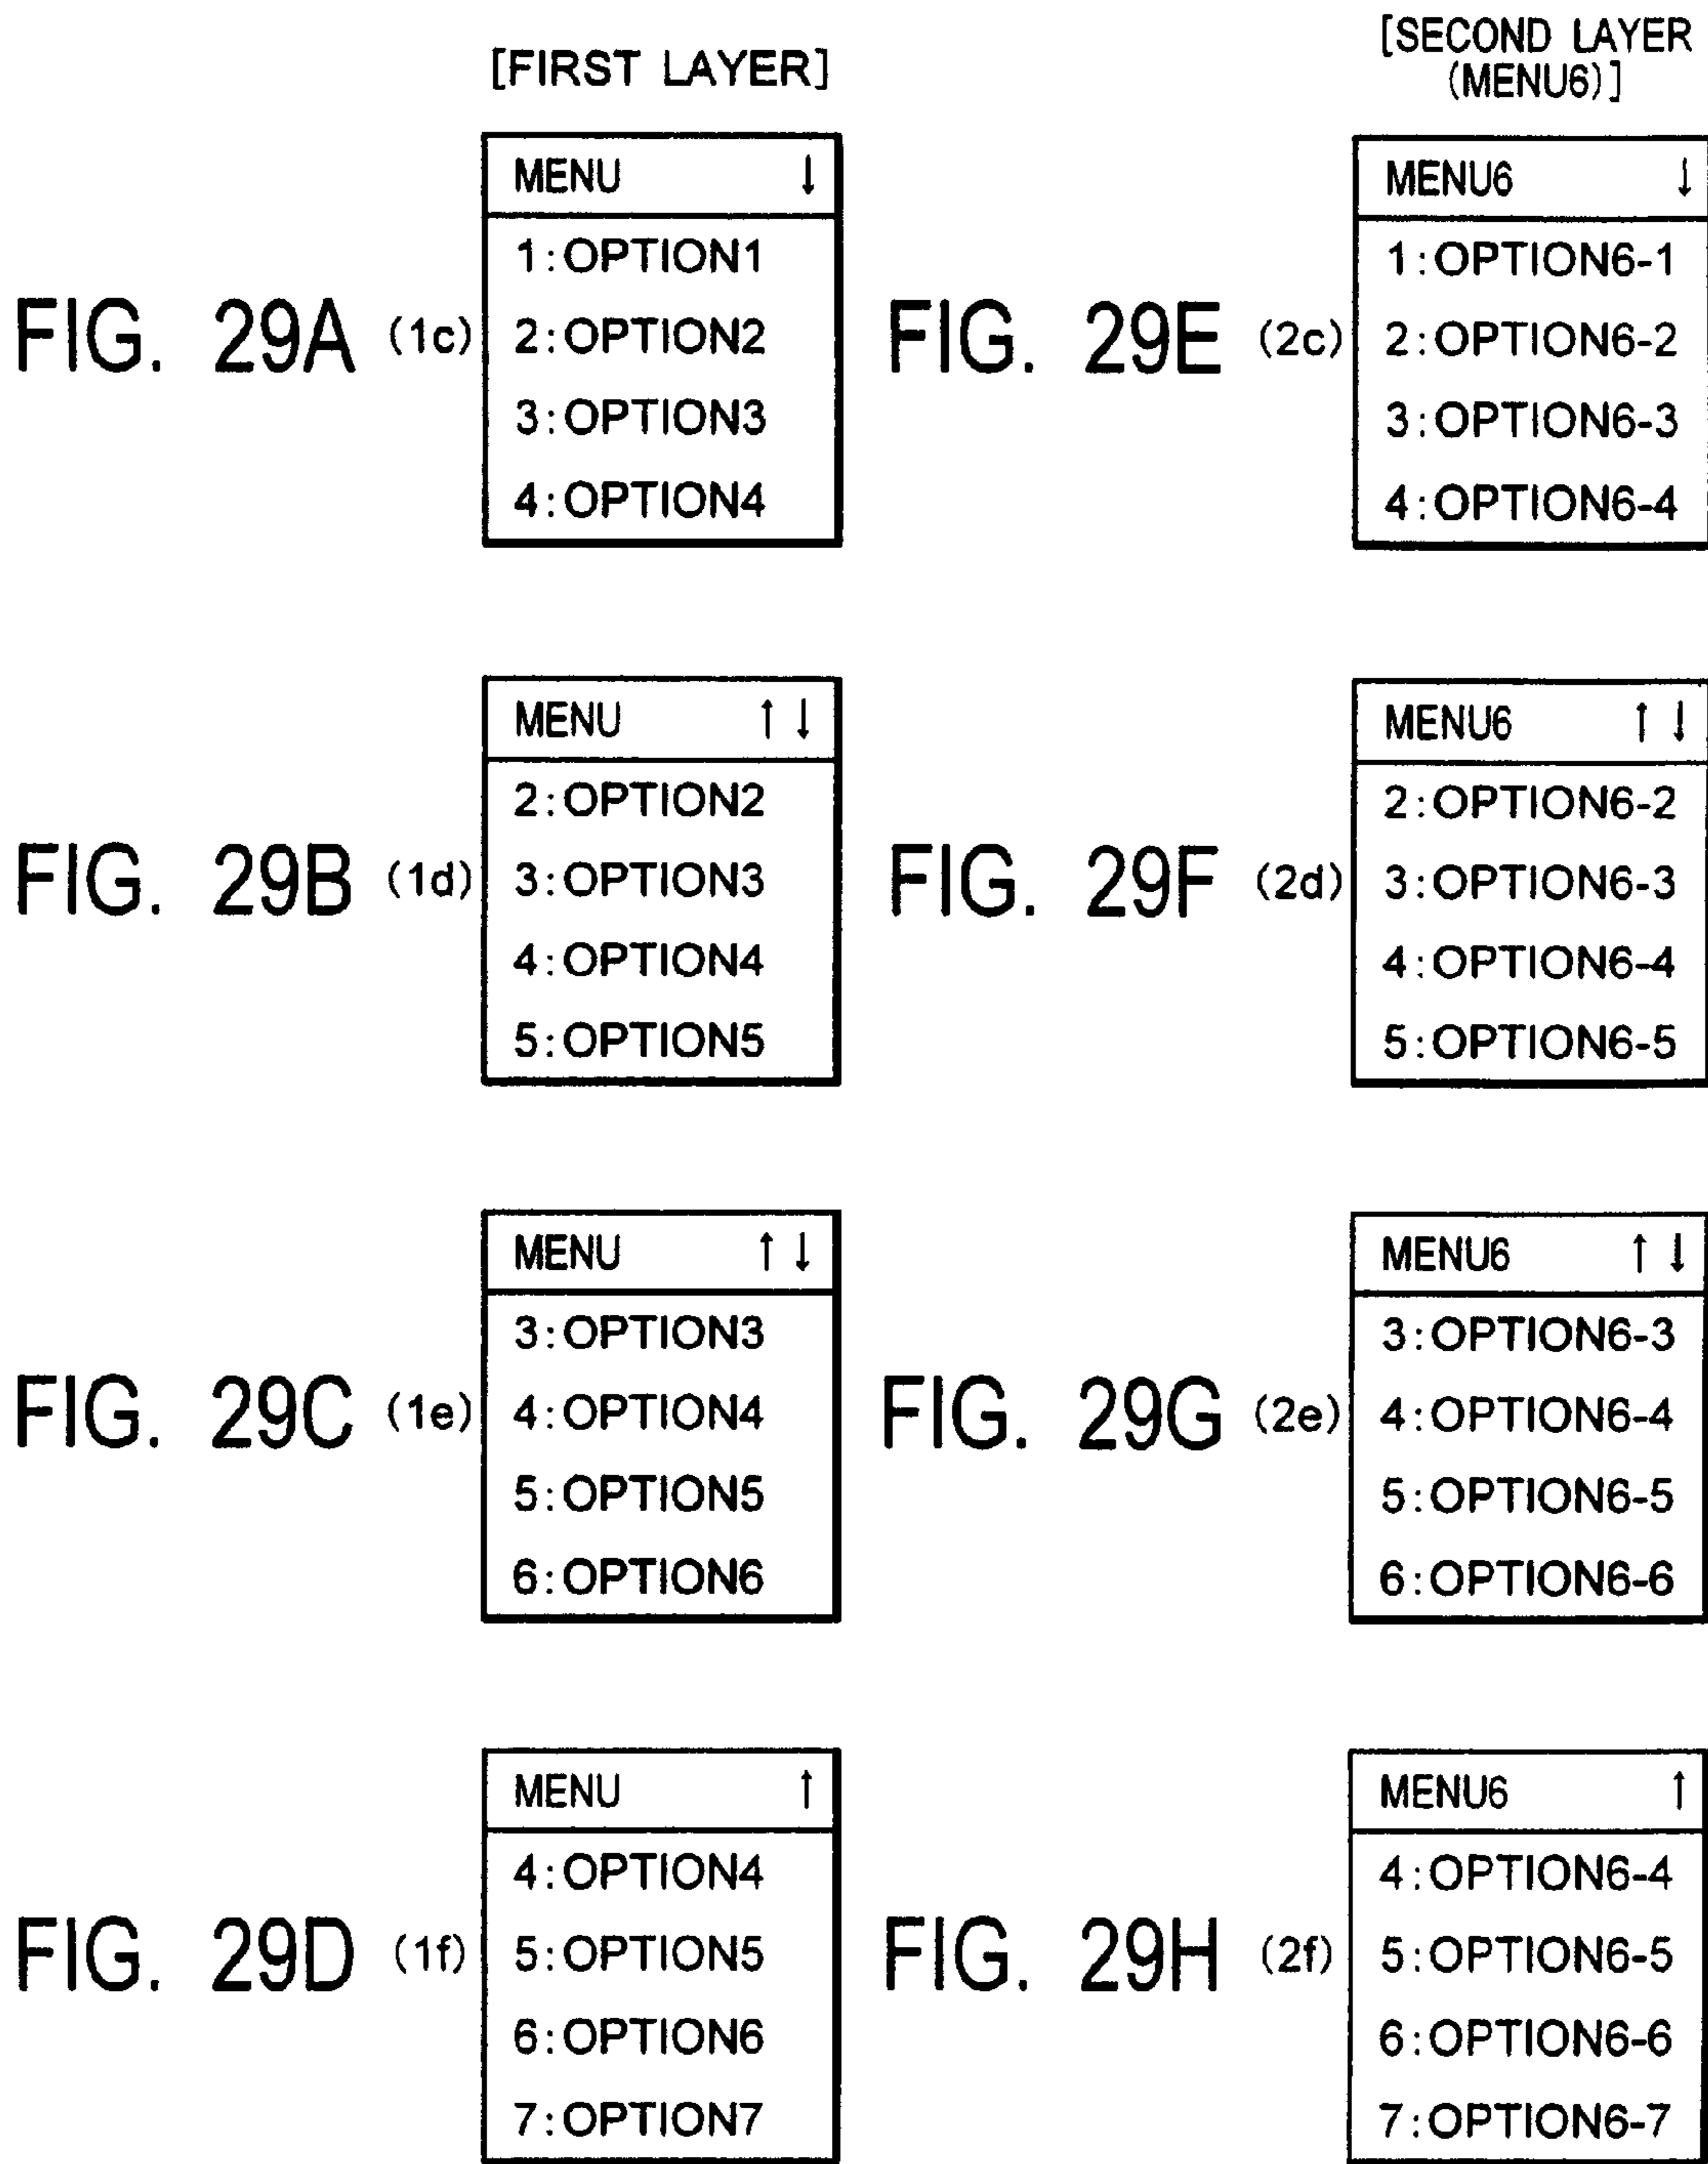 [FIRST LAYER]
MENU ↓
1:OPTION1
FIG. 29A (1c) 2:OPTION2
3:OPTION3
4:OPTION4
MENU ↑↓
2:OPTION2
FIG. 29B (1d) 3:OPTION3
4:OPTION4
5:OPTION5
MENU ↑↓
3:OPTION3
FIG. 29C (1e) 4:OPTION4
5:OPTION5
6:OPTION6
MENU ↑
4:OPTION4
FIG. 29D (1f) 5:OPTION5
6:OPTION6
7:OPTION7
[SECOND LAYER
(MENU6)]
MENU6 ↓
1:OPTION6-1
FIG. 29E (2c) 2:OPTION6-2
3:OPTION6-3
4:OPTION6-4
MENU6 ↑↓
2:OPTION6-2
FIG. 29F (2d) 3:OPTION6-3
4:OPTION6-4
5:OPTION6-5
MENU6 ↑↓
3:OPTION6-3
FIG. 29G (2e) 4:OPTION6-4
5:OPTION6-5
6:OPTION6-6
MENU6 ↑
4:OPTION6-4
FIG. 29H (2f) 5:OPTION6-5
6:OPTION6-6
7:OPTION6-7